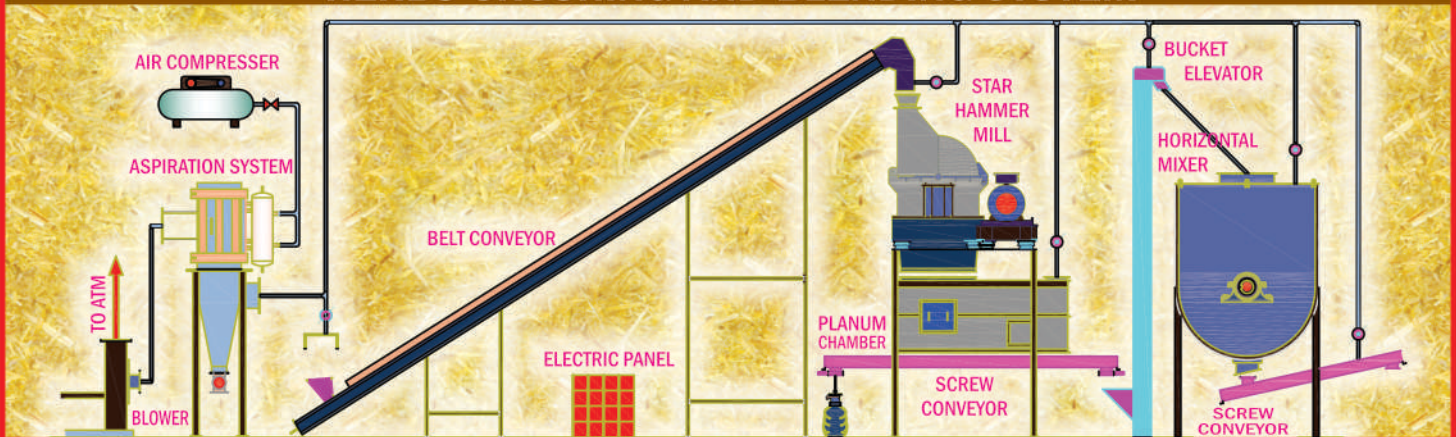 AIR COMPRESSER
ASPIRATION SYSTEM
TO ATM
BLOWER
BELT CONVEYOR
ELECTRIC PANEL
STAR
HAMMER
MILL
PLANUM
CHAMBER
SCREW
CONVEYOR
BUCKET
ELEVATOR
HORIZONTAL
MIXER
SCREW
CONVEYOR